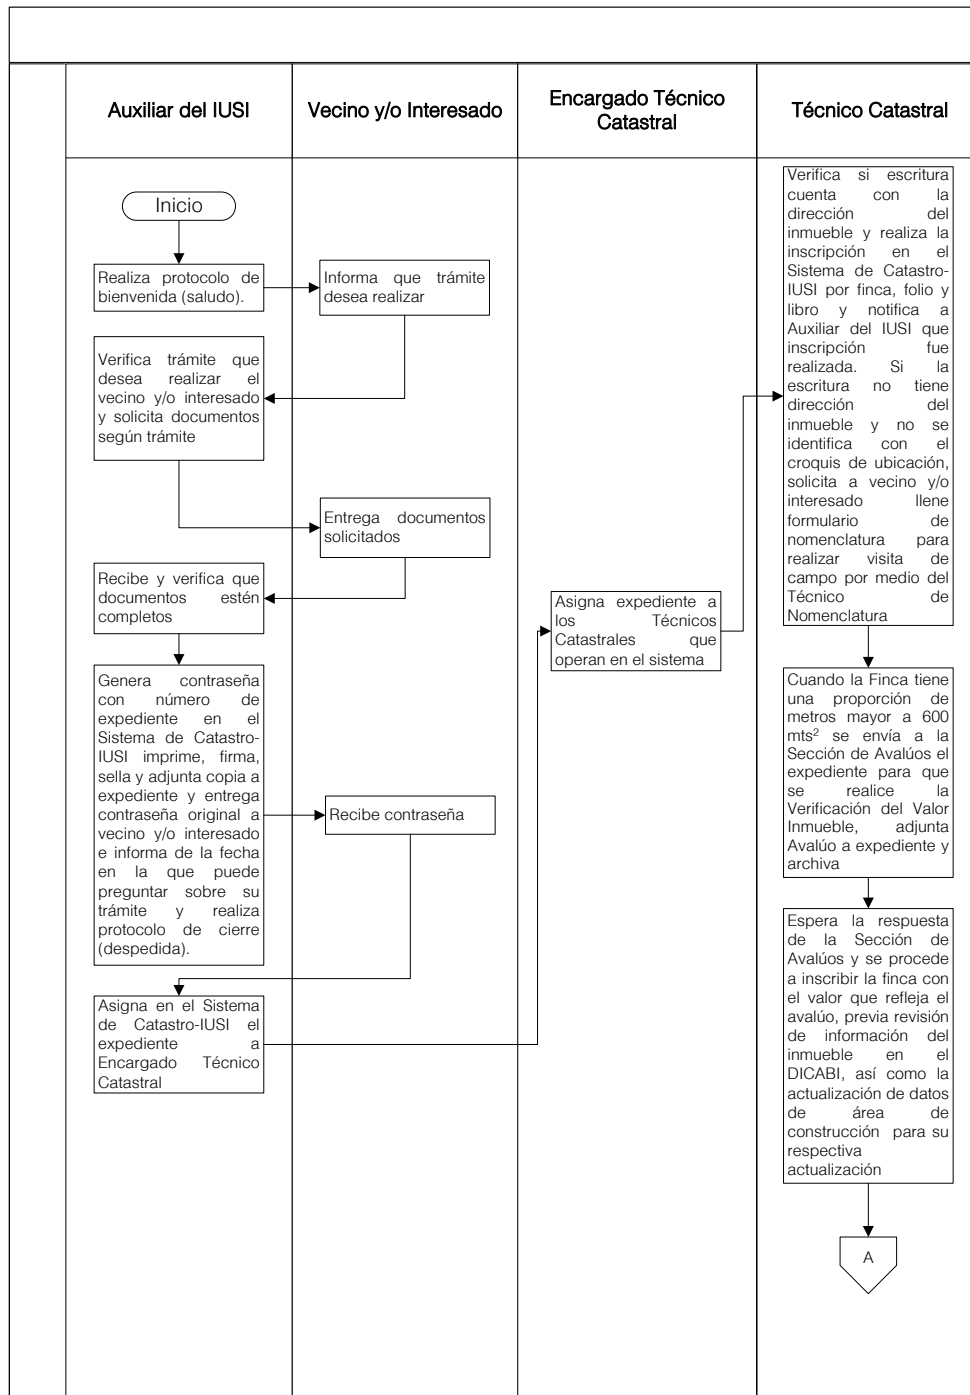 Auxiliar del IUSI
Vecino y/o Interesado
Encargado Técnico
Catastral
Técnico Catastral
Inicio
Realiza protocolo de
bienvenida (saludo).
Informa que trámite
desea realizar
Verifica trámite que
desea realizar el
vecino y/o interesado
y solicita documentos
según trámite
Entrega documentos
solicitados
Recibe y verifica que
documentos estén
completos
Genera contraseña
con número de
expediente en el
Sistema de Catastro-
IUSI imprime, firma,
sella y adjunta copia a
expediente y entrega
contraseña original a
vecino y/o interesado
e informa de la fecha
en la que puede
preguntar sobre su
trámite y realiza
protocolo de cierre
(despedida).
Recibe contraseña
Asigna en el Sistema
de Catastro-IUSI el
expediente a
Encargado Técnico
Catastral
Asigna expediente a
los Técnicos
Catastrales que
operan en el sistema
Verifica si escritura
cuenta con la
dirección del
inmueble y realiza la
inscripción en el
Sistema de Catastro-
IUSI por finca, folio y
libro y notifica a
Auxiliar del IUSI que
inscripción fue
realizada. Si la
escritura no tiene
dirección del
inmueble y no se
identifica con el
croquis de ubicación,
solicita a vecino y/o
interesado llene
formulario de
nomenclatura para
realizar visita de
campo por medio del
Técnico de
Nomenclatura
Cuando la Finca tiene
una proporción de
metros mayor a 600
mts² se envía a la
Sección de Avalúos el
expediente para que
se realice la
Verificación del Valor
Inmueble, adjunta
Avalúo a expediente y
archiva
Espera la respuesta
de la Sección de
Avalúos y se procede
a inscribir la finca con
el valor que refleja el
avalúo, previa revisión
de información del
inmueble en el
DICABI, así como la
actualización de datos
de área de
construcción para su
respectiva
actualización
A